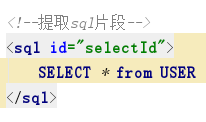 <!--提取sql片段-->
<sql id="selectId">
SELECT * from USER
</sql>